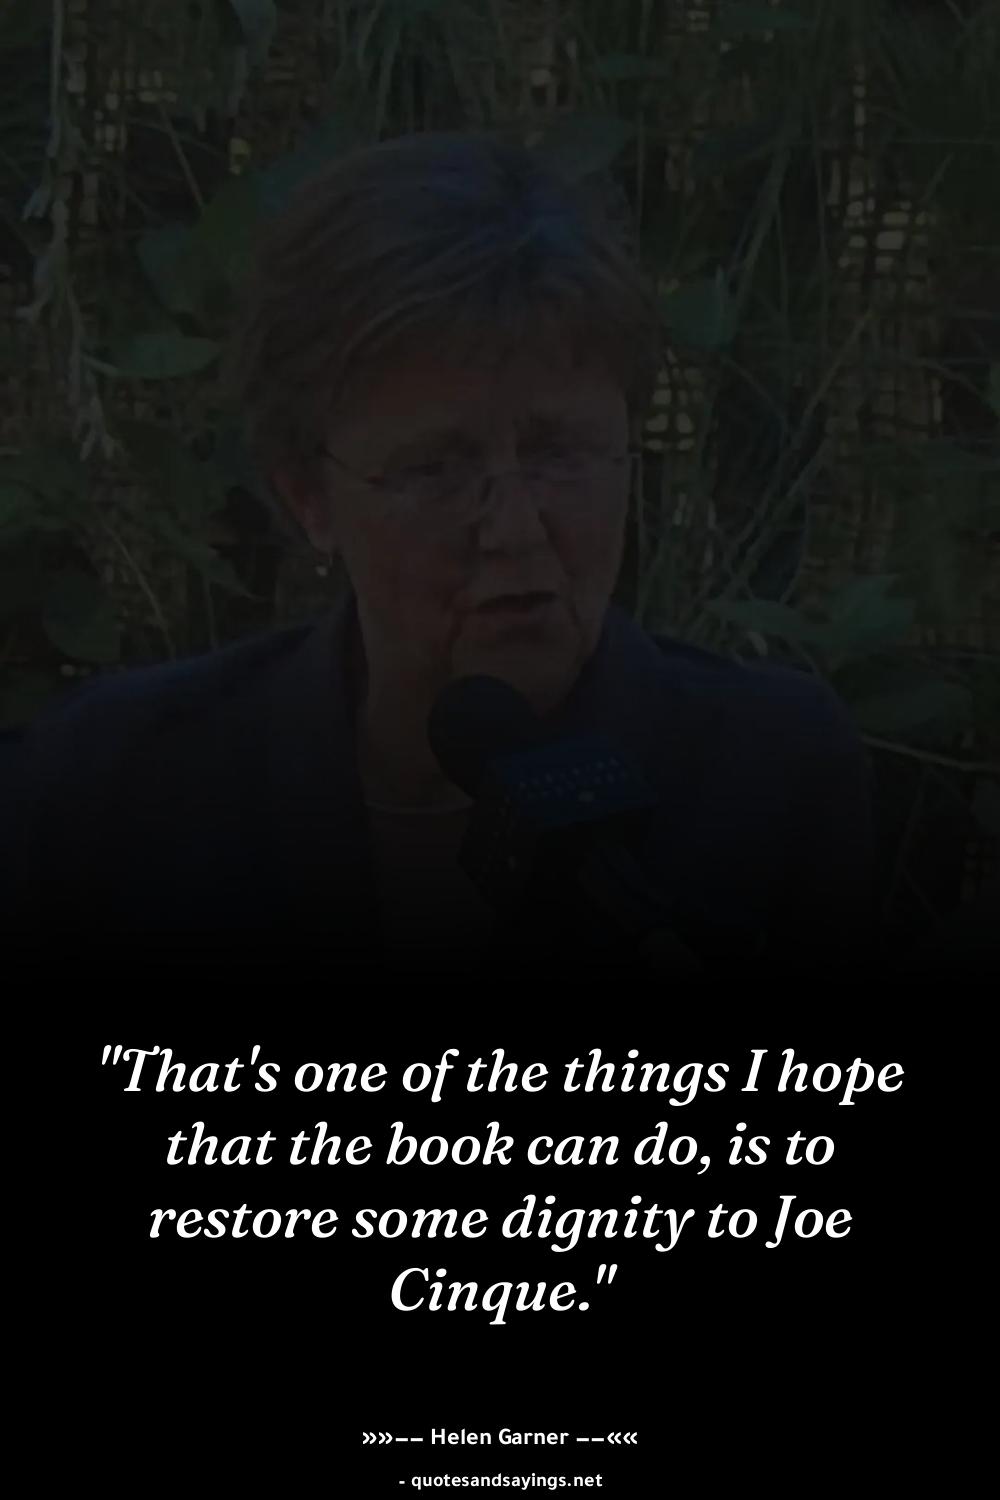 "That's one of the things I hope
that the book can do, is to
restore some dignity to Joe
Cinque."
»»−− Helen Garner −−««
- quotesandsayings.net